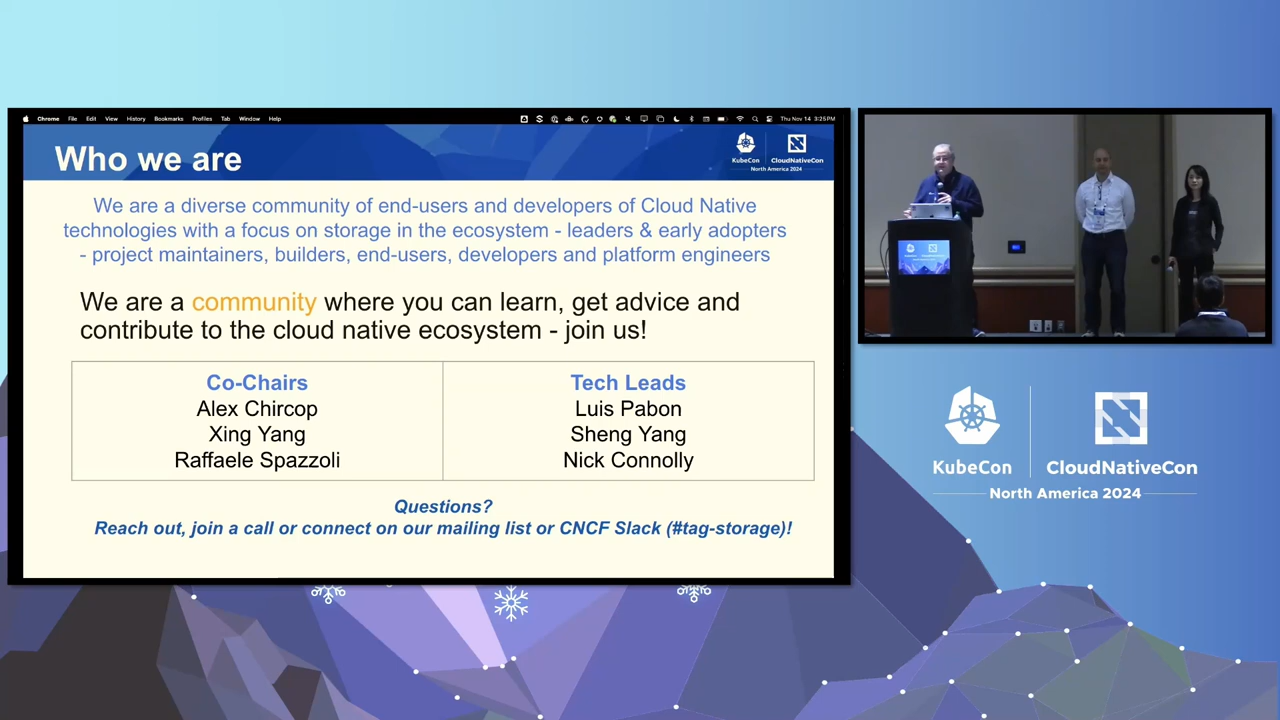 Chrome File Edit View History Bookmarks Profiles Tab Window Help
Thu Nov 14 3:25PM
Who we are
KubeCon
CloudNativeCon
North America 2024
We are a diverse community of end-users and developers of Cloud Native
technologies with a focus on storage in the ecosystem - leaders & early adopters
- project maintainers, builders, end-users, developers and platform engineers
We are a community where you can learn, get advice and
contribute to the cloud native ecosystem - join us!
Co-Chairs
Alex Chircop
Xing Yang
Raffaele Spazzoli
Tech Leads
Luis Pabon
Sheng Yang
Nick Connolly
Questions?
Reach out, join a call or connect on our mailing list or CNCF Slack (#tag-storage)!
KubeCon
CloudNativeCon
North America 2024